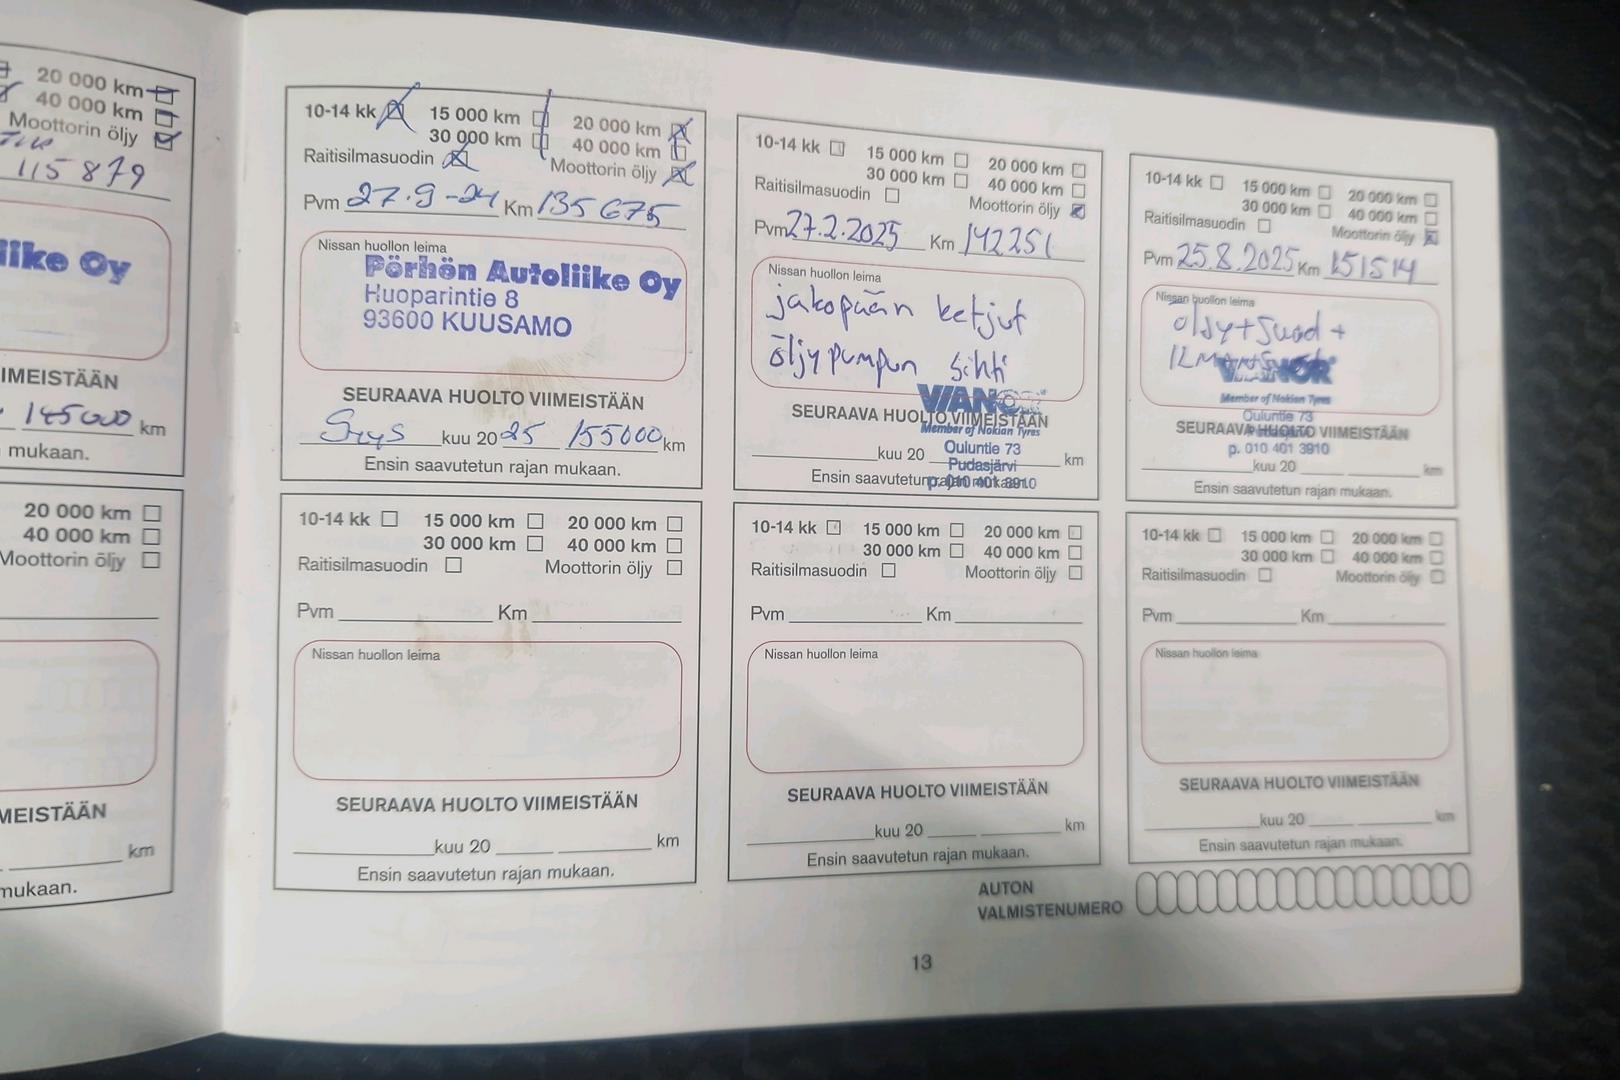 20 000 km
40 000 km
Moottorin öljy
115 879
iike Oy
IMEISTÄÄN
145000 km
mukaan.
20 000 km
40 000 km
Moottorin öljy
MEISTÄÄN
km
mukaan.
10-14 kk 15 000 km 20 000 km
30 000 km 40 000 km
Raitisilmasuodin Moottorin öljy
Pvm 27.9-24 Km 135 675
Nissan huollon leima
Pörhön Autoliike Oy
Huoparintie 8
93600 KUUSAMO
SEURAAVA HUOLTO VIIMEISTÄÄN
Syys kuu 2025 155000 km
Ensin saavutetun rajan mukaan.
10-14 kk 15 000 km 20 000 km
30 000 km 40 000 km
Raitisilmasuodin Moottorin öljy
Pvm 27.2.2025 Km 142251
Nissan huollon leima
jakopään ketjut
öljypumpun sihti
VIANOR
SEURAAVA HUOLTO VIIMEISTÄÄN
Member of Nokian Tyres
Ouluntie 73
kuu 20 km
Pudasjärvi
Ensin saavutetun rajan mukaan.
p. 010 401 3910
10-14 kk 15 000 km 20 000 km
30 000 km 40 000 km
Raitisilmasuodin Moottorin öljy
Pvm 25.8.2025 Km 151514
Nissan huollon leima
öljy+suod+
VIANOR
Member of Nokian Tyres
Ouluntie 73
SEURAAVA HUOLTO VIIMEISTÄÄN
p. 010 401 3910
kuu 20 km
Ensin saavutetun rajan mukaan.
10-14 kk 15 000 km 20 000 km
30 000 km 40 000 km
Raitisilmasuodin Moottorin öljy
Pvm Km
Nissan huollon leima
SEURAAVA HUOLTO VIIMEISTÄÄN
kuu 20 km
Ensin saavutetun rajan mukaan.
10-14 kk 15 000 km 20 000 km
30 000 km 40 000 km
Raitisilmasuodin Moottorin öljy
Pvm Km
Nissan huollon leima
SEURAAVA HUOLTO VIIMEISTÄÄN
kuu 20 km
Ensin saavutetun rajan mukaan.
10-14 kk 15 000 km 20 000 km
30 000 km 40 000 km
Raitisilmasuodin Moottorin öljy
Pvm Km
Nissan huollon leima
SEURAAVA HUOLTO VIIMEISTÄÄN
kuu 20 km
Ensin saavutetun rajan mukaan.
AUTON
VALMISTENUMERO
13